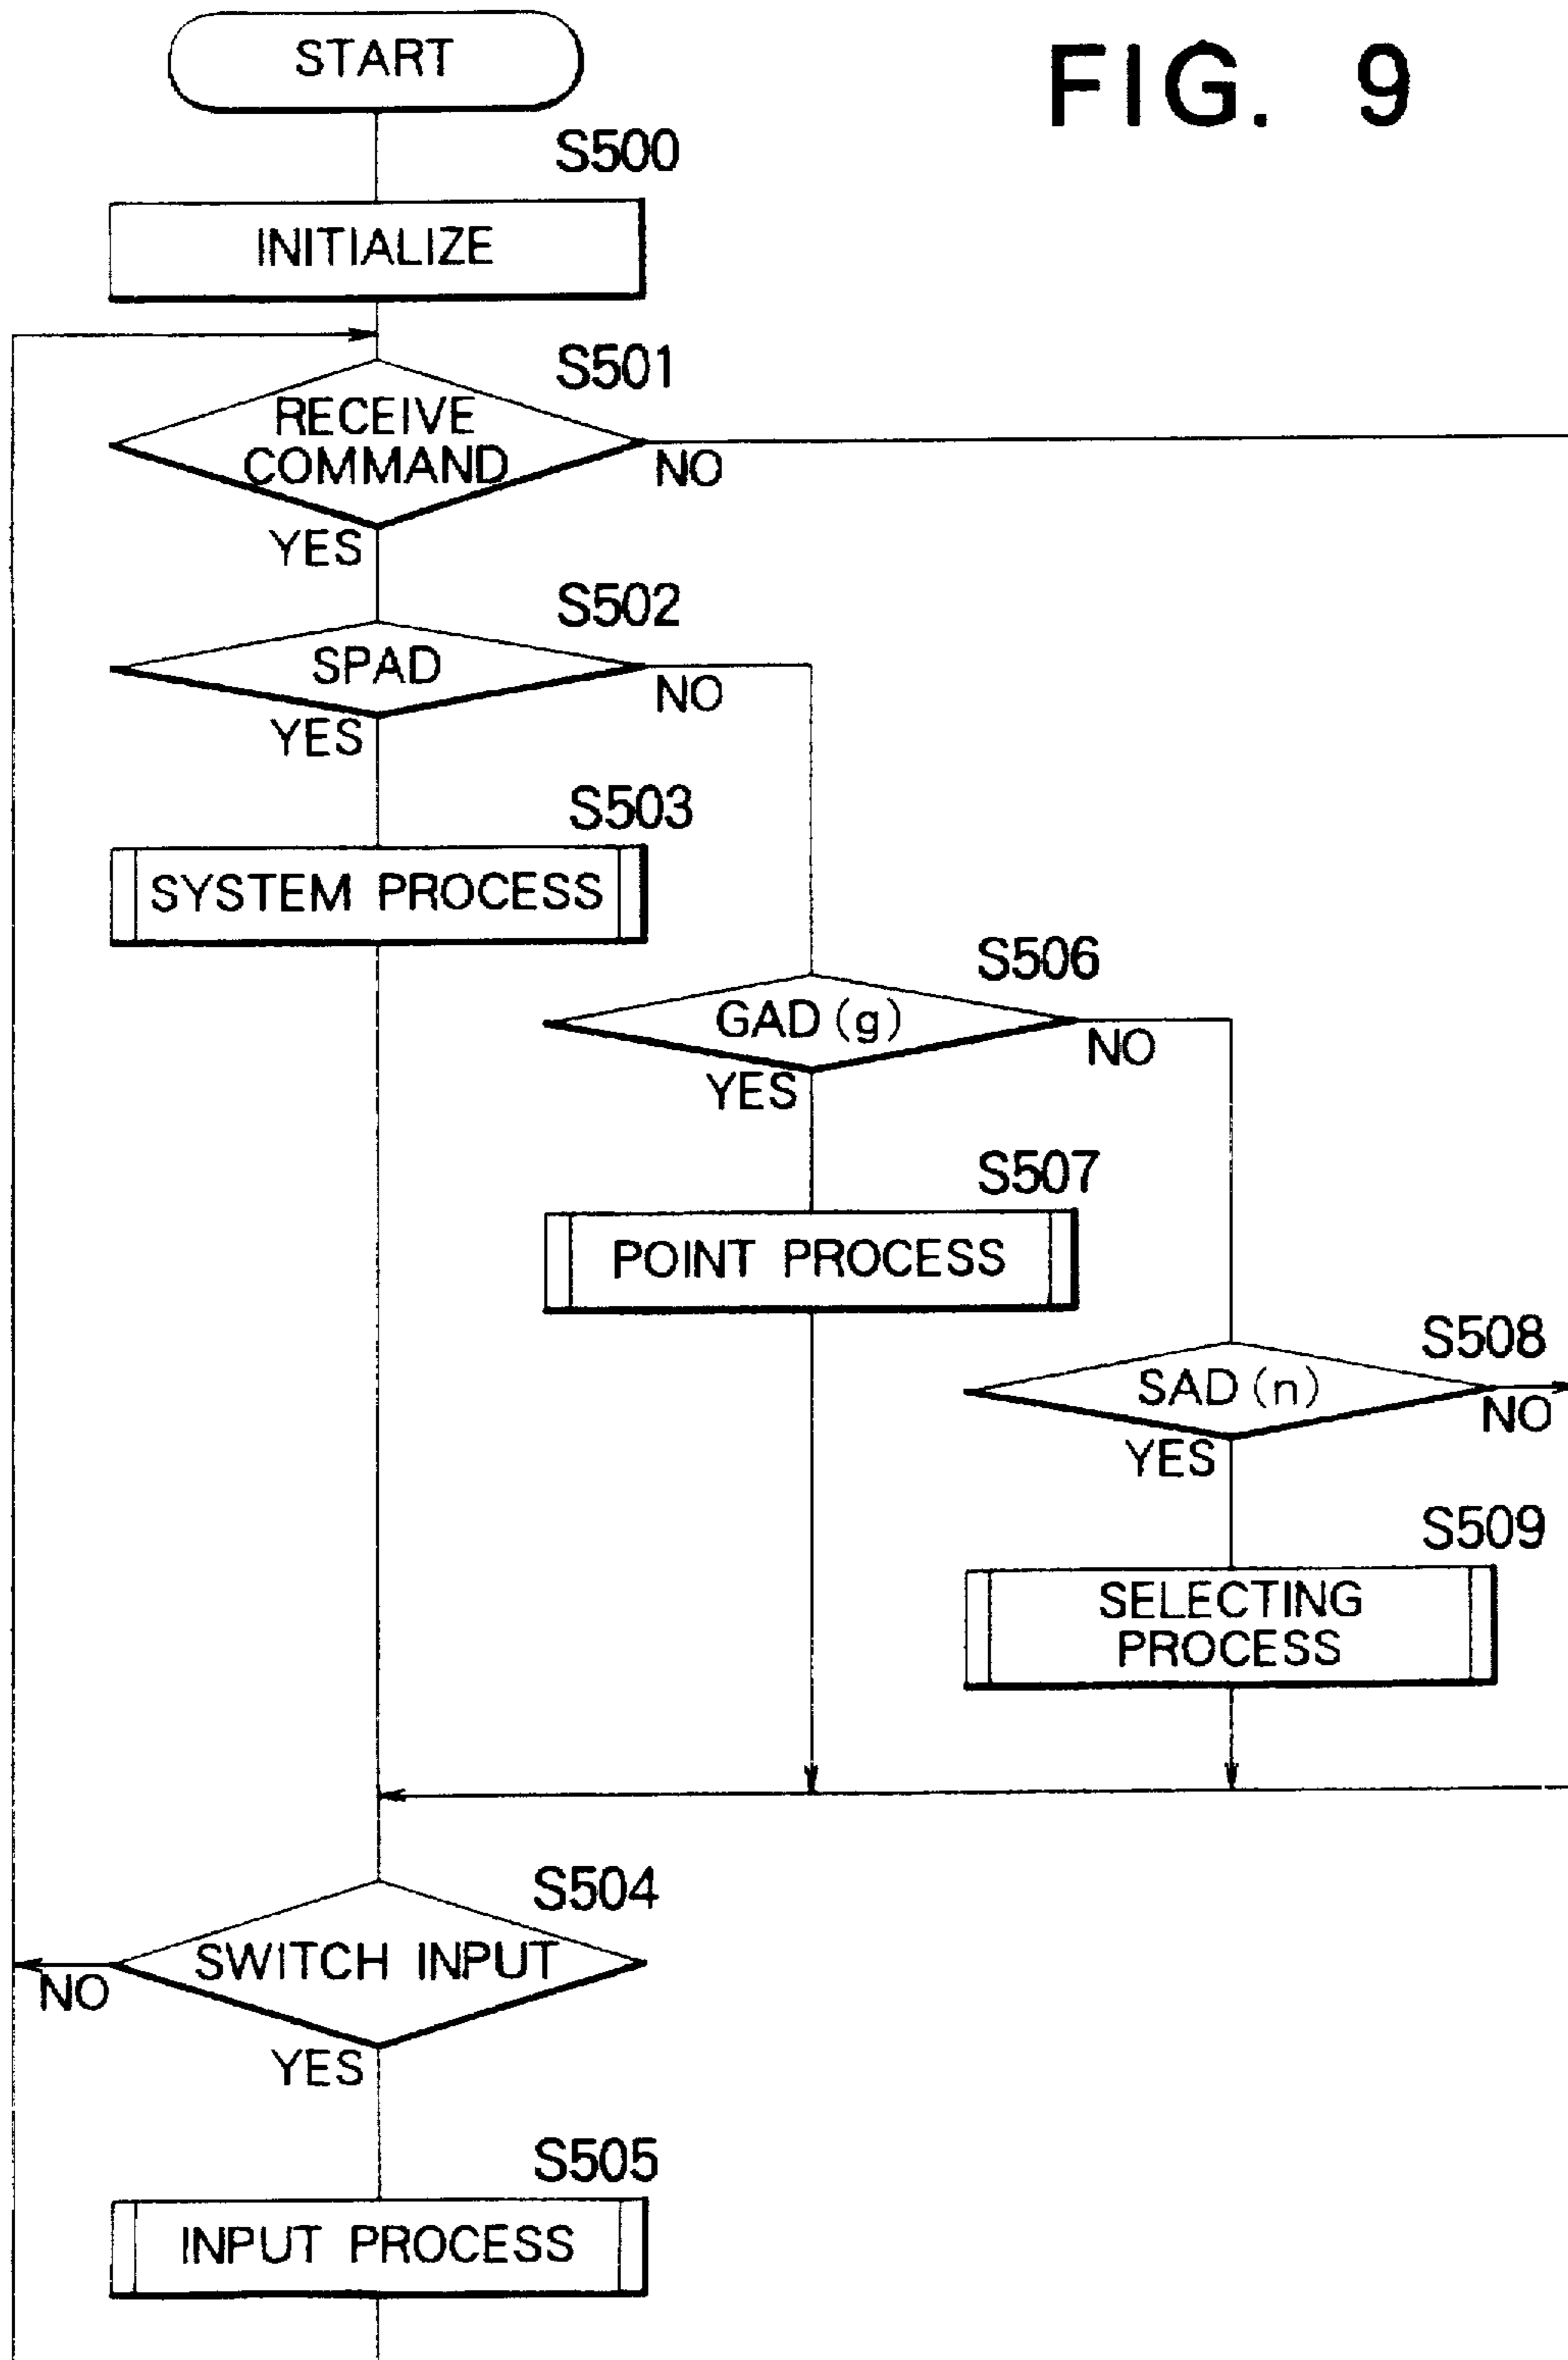 FIG. 9
START
S500
INITIALIZE
S501
RECEIVE
COMMAND
NO
YES
S502
SPAD
NO
YES
S503
SYSTEM PROCESS
S506
GAD (g)
NO
YES
S507
POINT PROCESS
S508
SAD (n)
NO
YES
S509
SELECTING
PROCESS
S504
SWITCH INPUT
NO
YES
S505
INPUT PROCESS